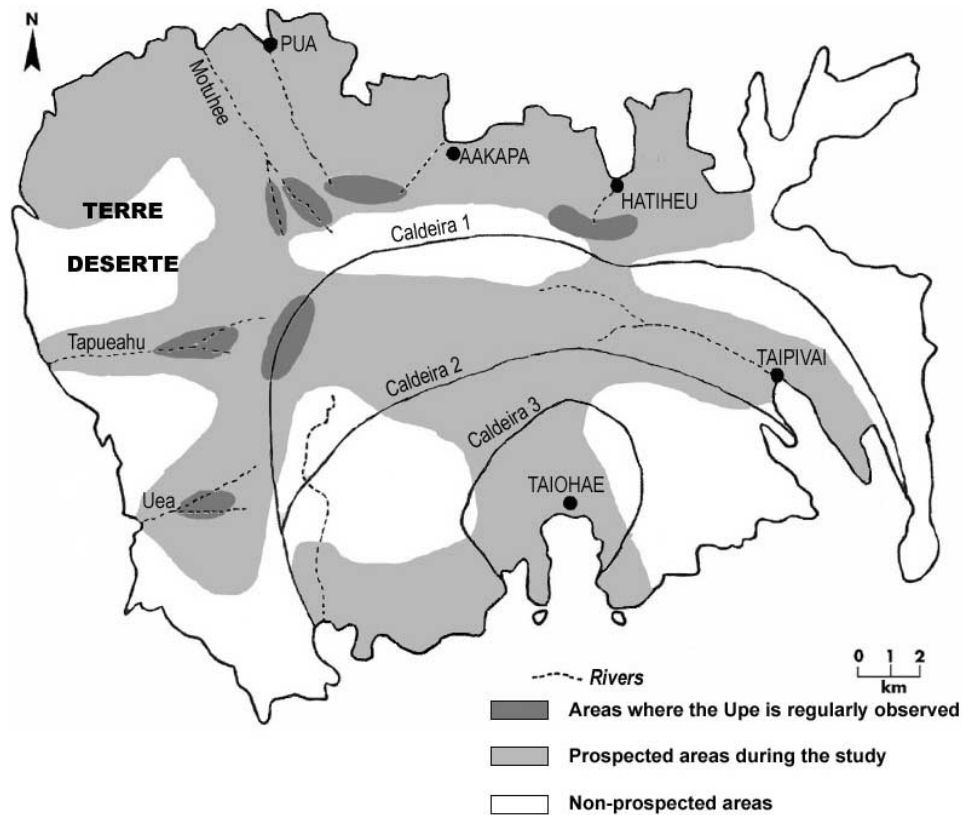 N
PUA
Motuhee
AAKAPA
HATIHEU
TERRE
DESERTE
Caldeira 1
Tapueahu
TAIPIVAI
Caldeira 2
Caldeira 3
Uea
TAIOHAE
0 1 2
km
Rivers
Areas where the Upe is regularly observed
Prospected areas during the study
Non-prospected areas